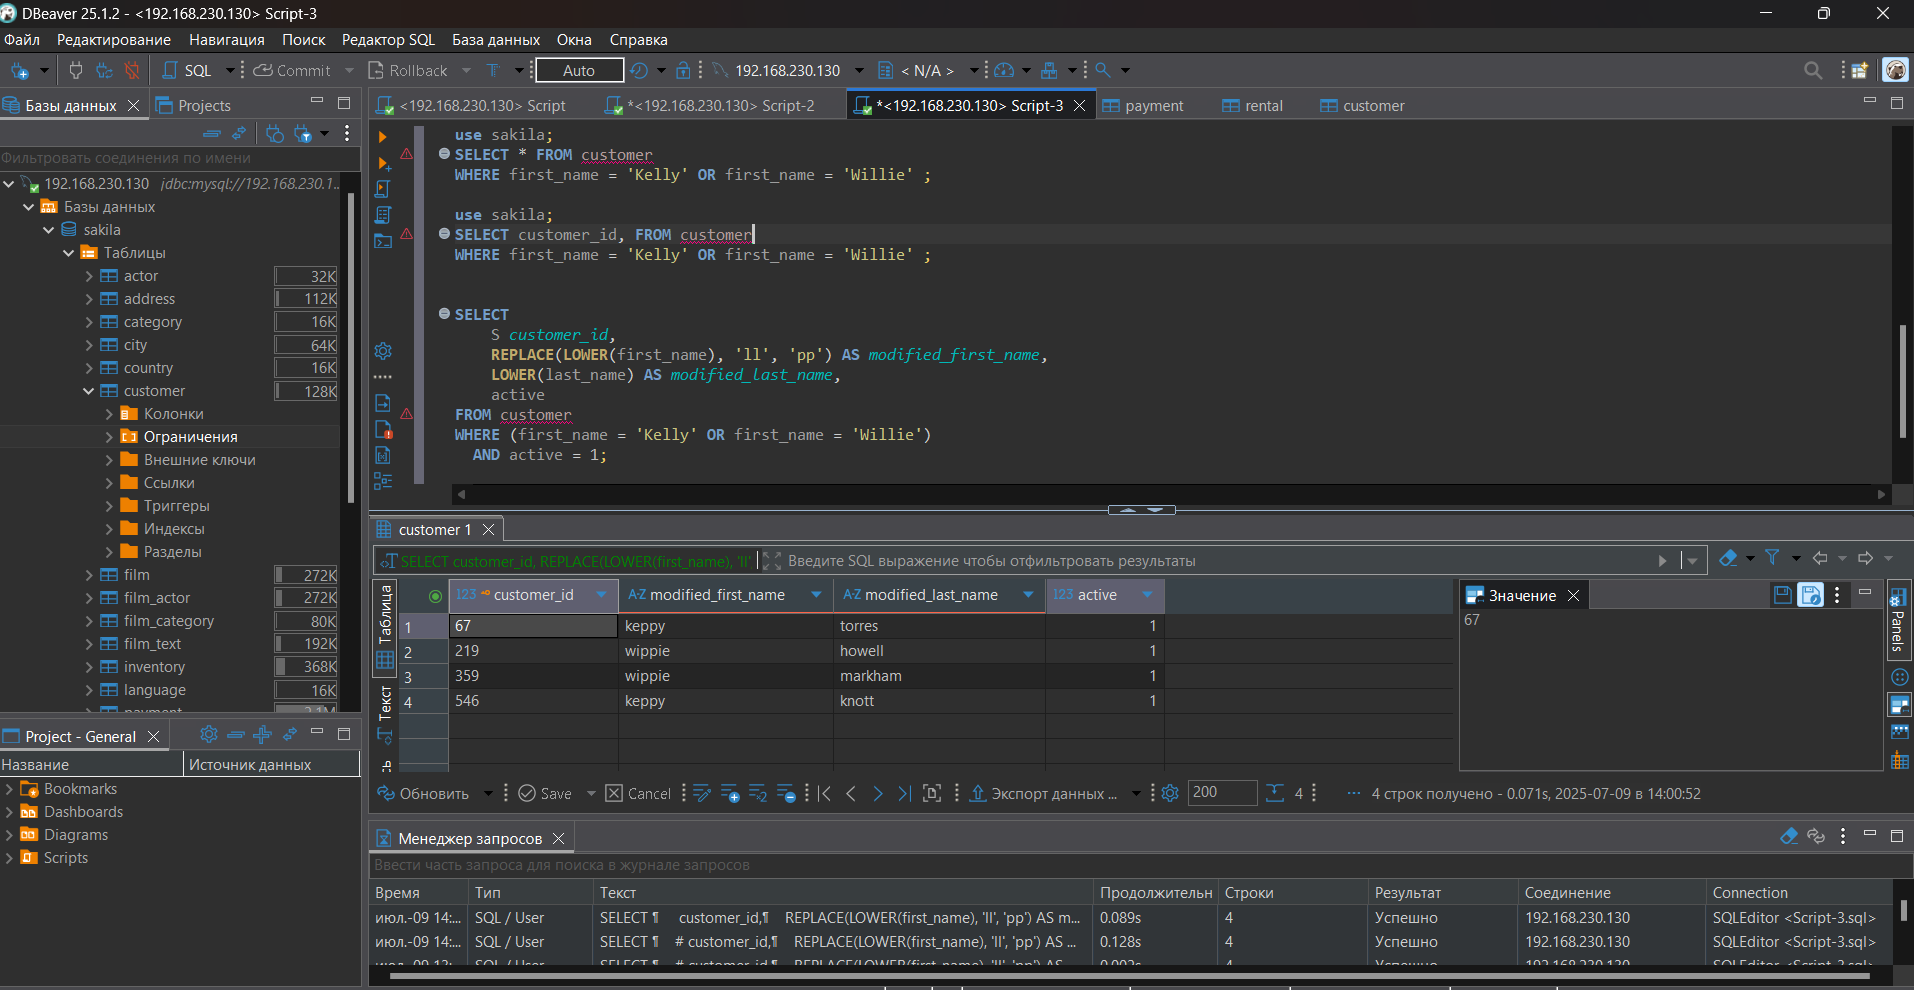 DBeaver 25.1.2 - <192.168.230.130> Script-3
Файл Редактирование Навигация Поиск Редактор SQL База данных Окна Справка
SQL Commit Rollback Auto 192.168.230.130 < N/A >
Базы данных Projects
<192.168.230.130> Script *<192.168.230.130> Script-2 *<192.168.230.130> Script-3 payment rental customer
Фильтровать соединения по имени
192.168.230.130 jdbc:mysql://192.168.230.1...
Базы данных
sakila
Таблицы
actor 32K
address 112K
category 16K
city 64K
country 16K
customer 128K
Колонки
Ограничения
Внешние ключи
Ссылки
Триггеры
Индексы
Разделы
film 272K
film_actor 272K
film_category 80K
film_text 192K
inventory 368K
language 16K
payment 2.1M
use sakila;
SELECT * FROM customer
WHERE first_name = 'Kelly' OR first_name = 'Willie' ;
use sakila;
SELECT customer_id, FROM customer
WHERE first_name = 'Kelly' OR first_name = 'Willie' ;
SELECT
S customer_id,
REPLACE(LOWER(first_name), 'll', 'pp') AS modified_first_name,
LOWER(last_name) AS modified_last_name,
active
FROM customer
WHERE (first_name = 'Kelly' OR first_name = 'Willie')
AND active = 1;
customer 1
SELECT customer_id, REPLACE(LOWER(first_name), 'll' Введите SQL выражение чтобы отфильтровать результаты
Таблица
Текст
123 customer_id A-Z modified_first_name A-Z modified_last_name 123 active
1 67 keppy torres 1
2 219 wippie howell 1
3 359 wippie markham 1
4 546 keppy knott 1
Значение
67
Panels
Обновить Save Cancel Экспорт данных ... 200 4 ... 4 строк получено - 0.071s, 2025-07-09 в 14:00:52
Project - General
Название Источник данных
Bookmarks
Dashboards
Diagrams
Scripts
Менеджер запросов
Ввести часть запроса для поиска в журнале запросов
Время Тип Текст Продолжительн Строки Результат Соединение Connection
июл.-09 14:... SQL / User SELECT ¶ customer_id,¶ REPLACE(LOWER(first_name), 'll', 'pp') AS m... 0.089s 4 Успешно 192.168.230.130 SQLEditor <Script-3.sql>
июл.-09 14:... SQL / User SELECT ¶ # customer_id,¶ REPLACE(LOWER(first_name), 'll', 'pp') AS ... 0.128s 4 Успешно 192.168.230.130 SQLEditor <Script-3.sql>